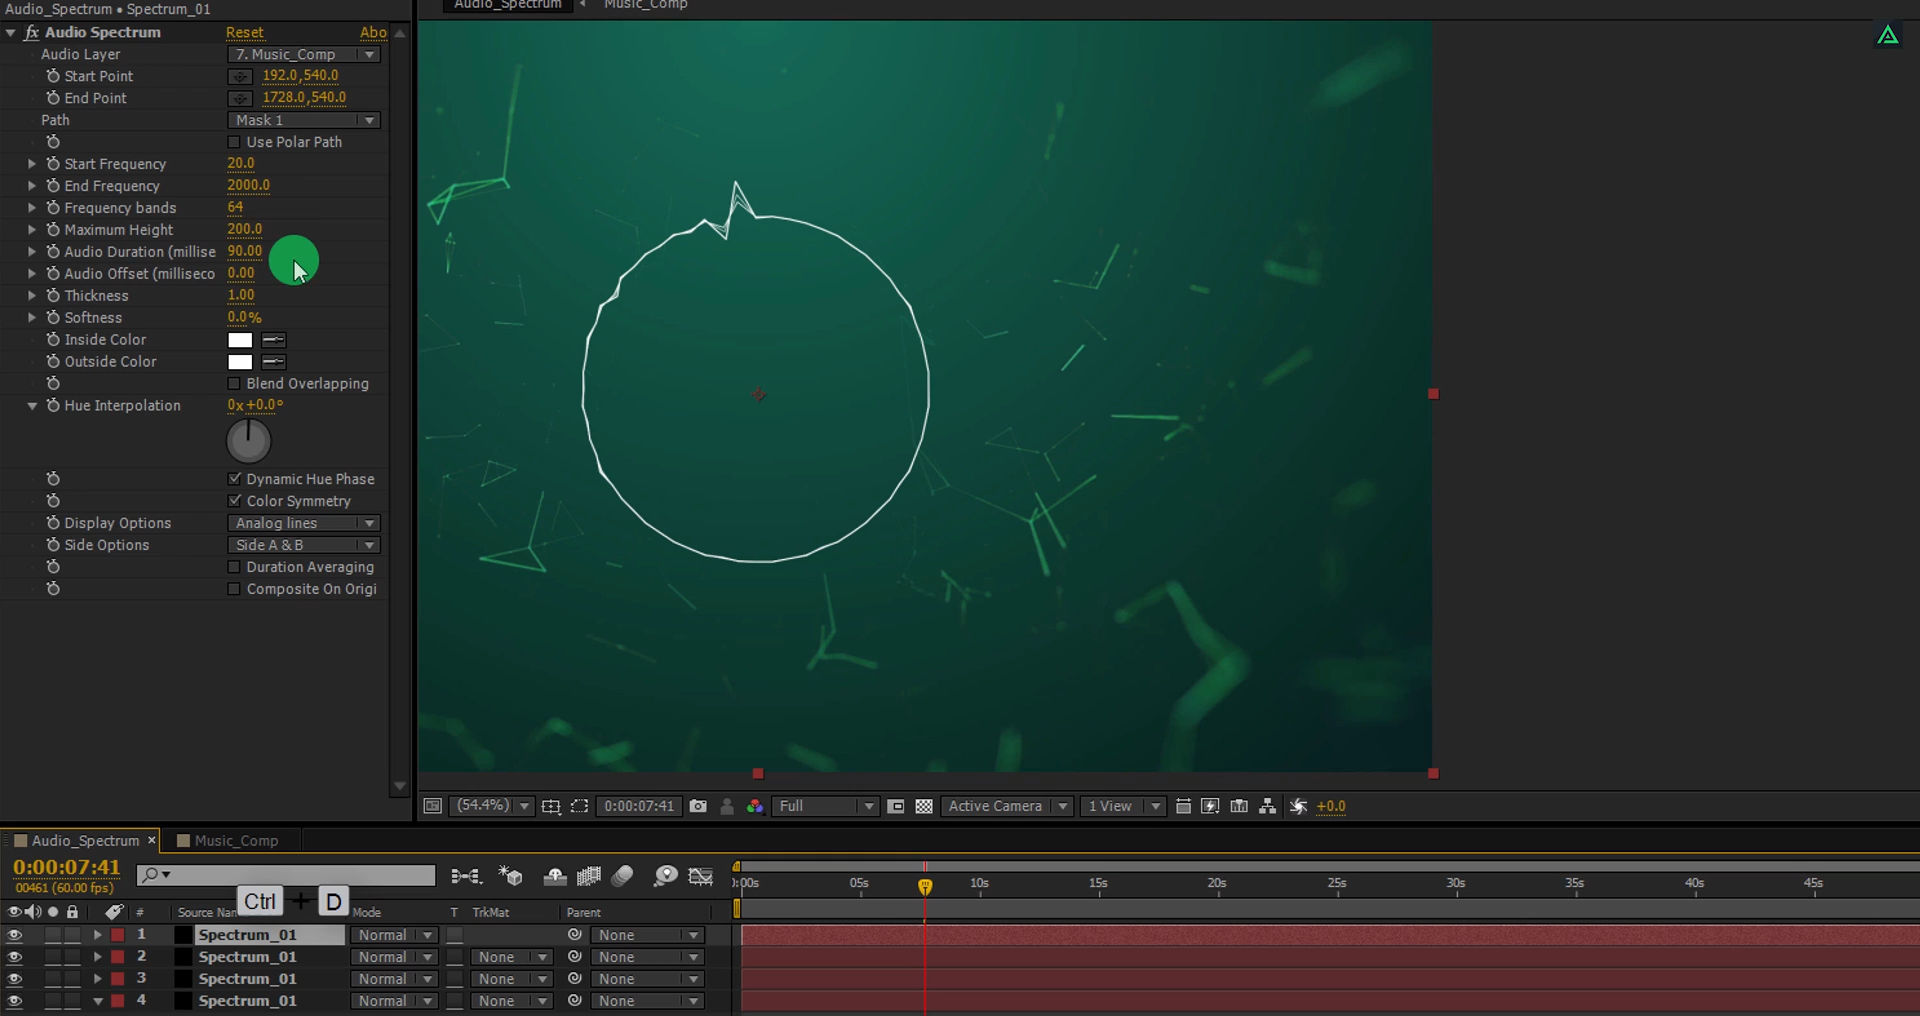 Audio_Spectrum • Spectrum_01
Audio_Spectrum Music_Comp
fx Audio Spectrum Reset Abo
Audio Layer 7. Music_Comp
Start Point 192.0,540.0
End Point 1728.0,540.0
Path Mask 1
Use Polar Path
Start Frequency 20.0
End Frequency 2000.0
Frequency bands 64
Maximum Height 200.0
Audio Duration (millise 90.00
Audio Offset (milliseco 0.00
Thickness 1.00
Softness 0.0%
Inside Color
Outside Color
Blend Overlapping
Hue Interpolation 0x+0.0°
Dynamic Hue Phase
Color Symmetry
Display Options Analog lines
Side Options Side A & B
Duration Averaging
Composite On Origi
(54.4%) 0:00:07:41 Full Active Camera 1 View +0.0
Audio_Spectrum × Music_Comp
0:00:07:41
00461 (60.00 fps)
Ctrl + D
0:00s 05s 10s 15s 20s 25s 30s 35s 40s 45s
# Source Nan Mode T TrkMat Parent
1 Spectrum_01 Normal None
2 Spectrum_01 Normal None None
3 Spectrum_01 Normal None None
4 Spectrum_01 Normal None None